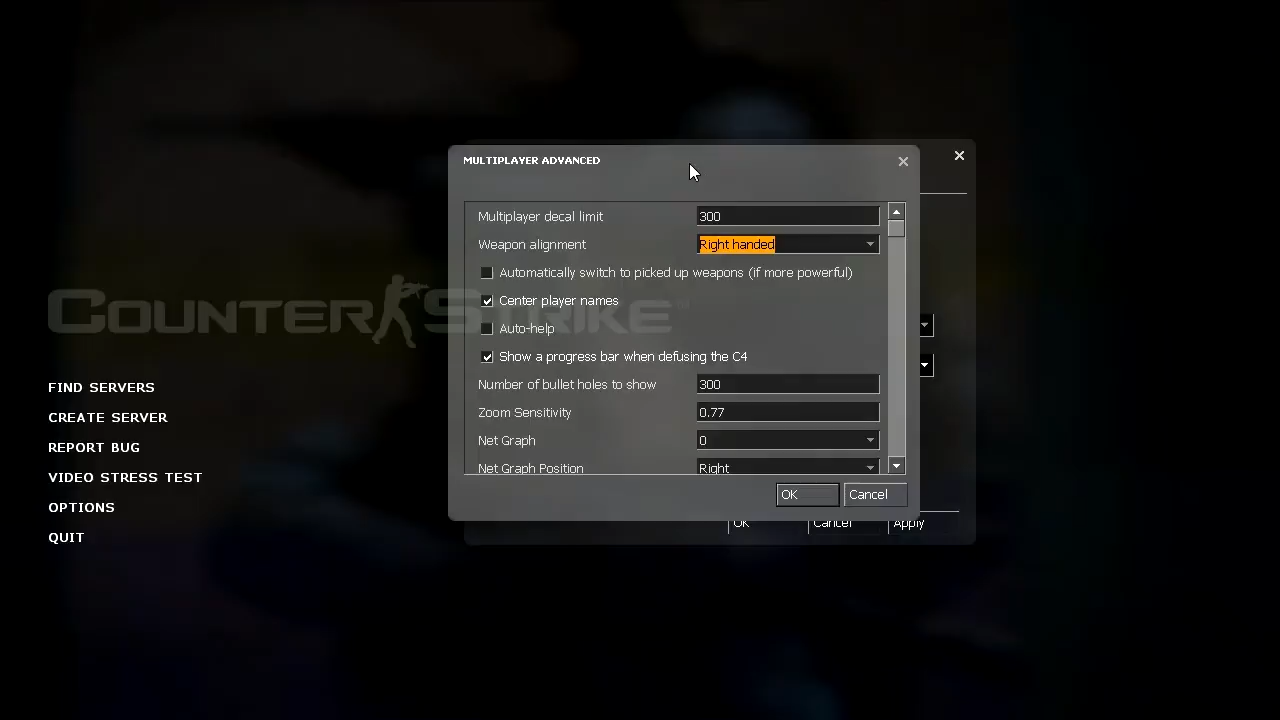 MULTIPLAYER ADVANCED
Multiplayer decal limit 300
Weapon alignment Right handed
Automatically switch to picked up weapons (if more powerful)
Center player names
Auto-help
Show a progress bar when defusing the C4
Number of bullet holes to show 300
Zoom Sensitivity 0.77
Net Graph 0
Net Graph Position Right
OK Cancel
OK Cancel Apply
COUNTER STRIKE
FIND SERVERS
CREATE SERVER
REPORT BUG
VIDEO STRESS TEST
OPTIONS
QUIT